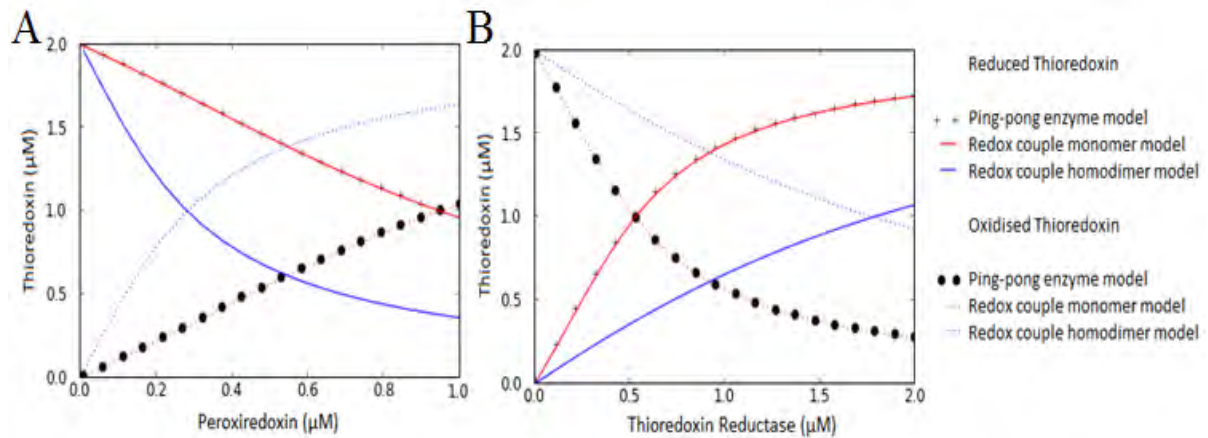 A
2.0
1.5
1.0
0.5
0.0
Thioredoxin (µM)
0.0 0.2 0.4 0.6 0.8 1.0
Peroxiredoxin (µM)
B
2.0
1.5
1.0
0.5
0.0
Thioredoxin (µM)
0.0 0.5 1.0 1.5 2.0
Thioredoxin Reductase (µM)
Reduced Thioredoxin
Ping-pong enzyme model
Redox couple monomer model
Redox couple homodimer model
Oxidised Thioredoxin
Ping-pong enzyme model
Redox couple monomer model
Redox couple homodimer model